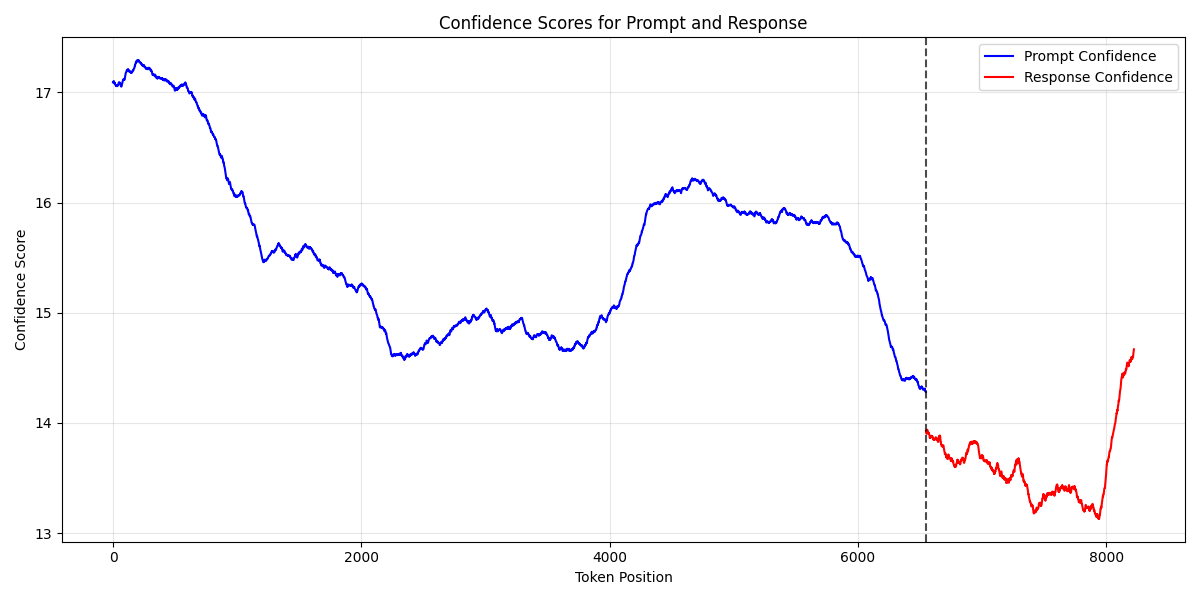 Confidence Scores for Prompt and Response
Prompt Confidence
Response Confidence
Confidence Score
17
16
15
14
13
0
2000
4000
6000
8000
Token Position